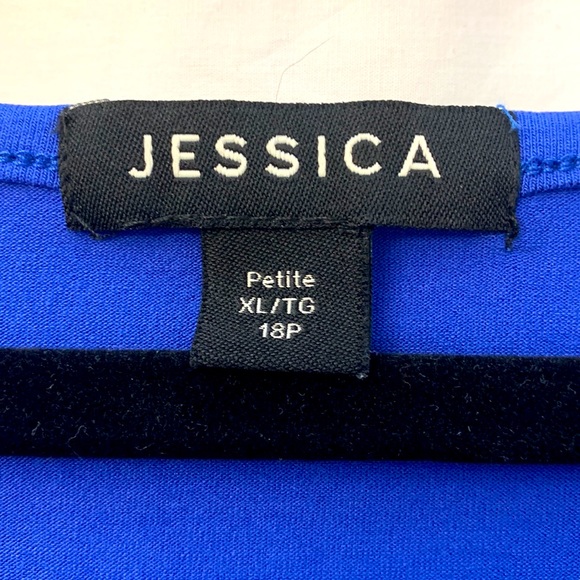 JESSICA
Petite
XL/TG
18P